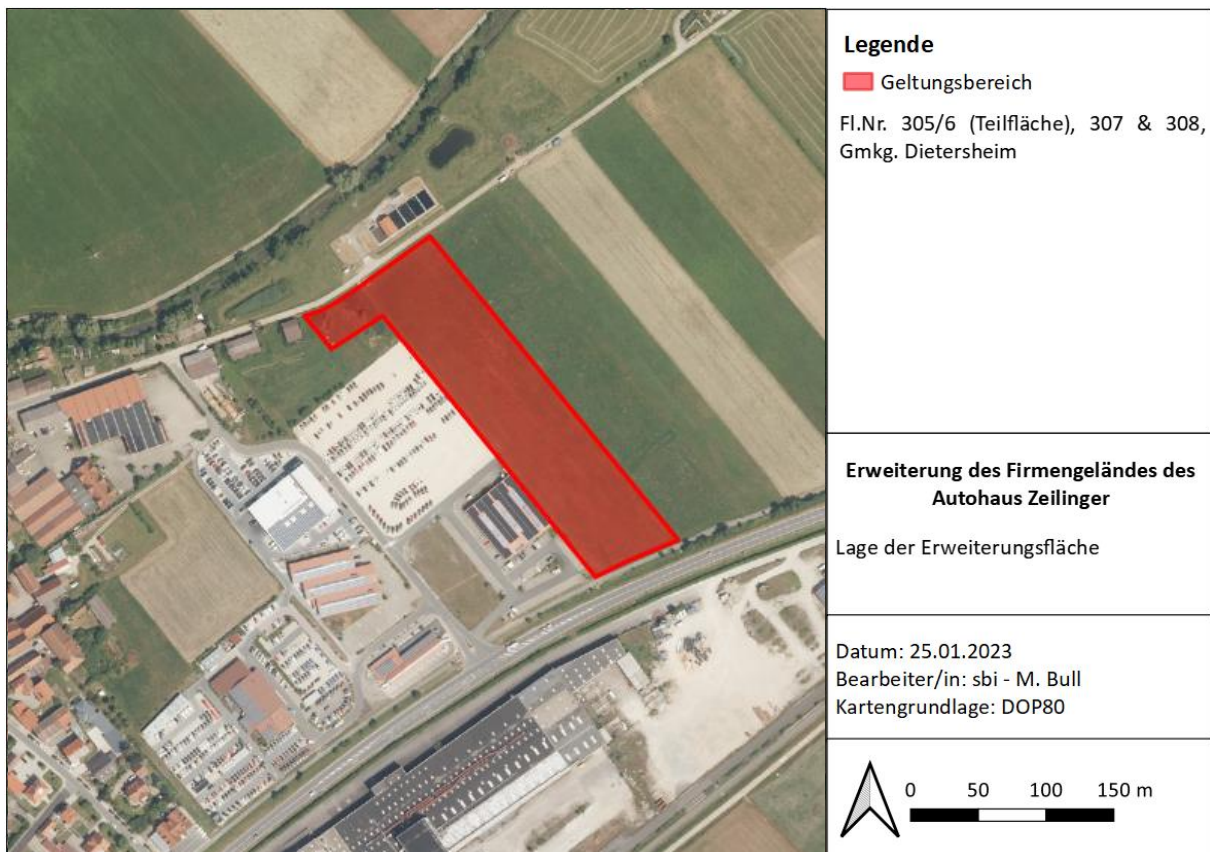 Legende
Geltungsbereich
Fl.Nr. 305/6 (Teilfläche), 307 & 308,
Gmkg. Dietersheim
Erweiterung des Firmengeländes des
Autohaus Zeilinger
Lage der Erweiterungsfläche
Datum: 25.01.2023
Bearbeiter/in: sbi - M. Bull
Kartengrundlage: DOP80
0 50 100 150 m